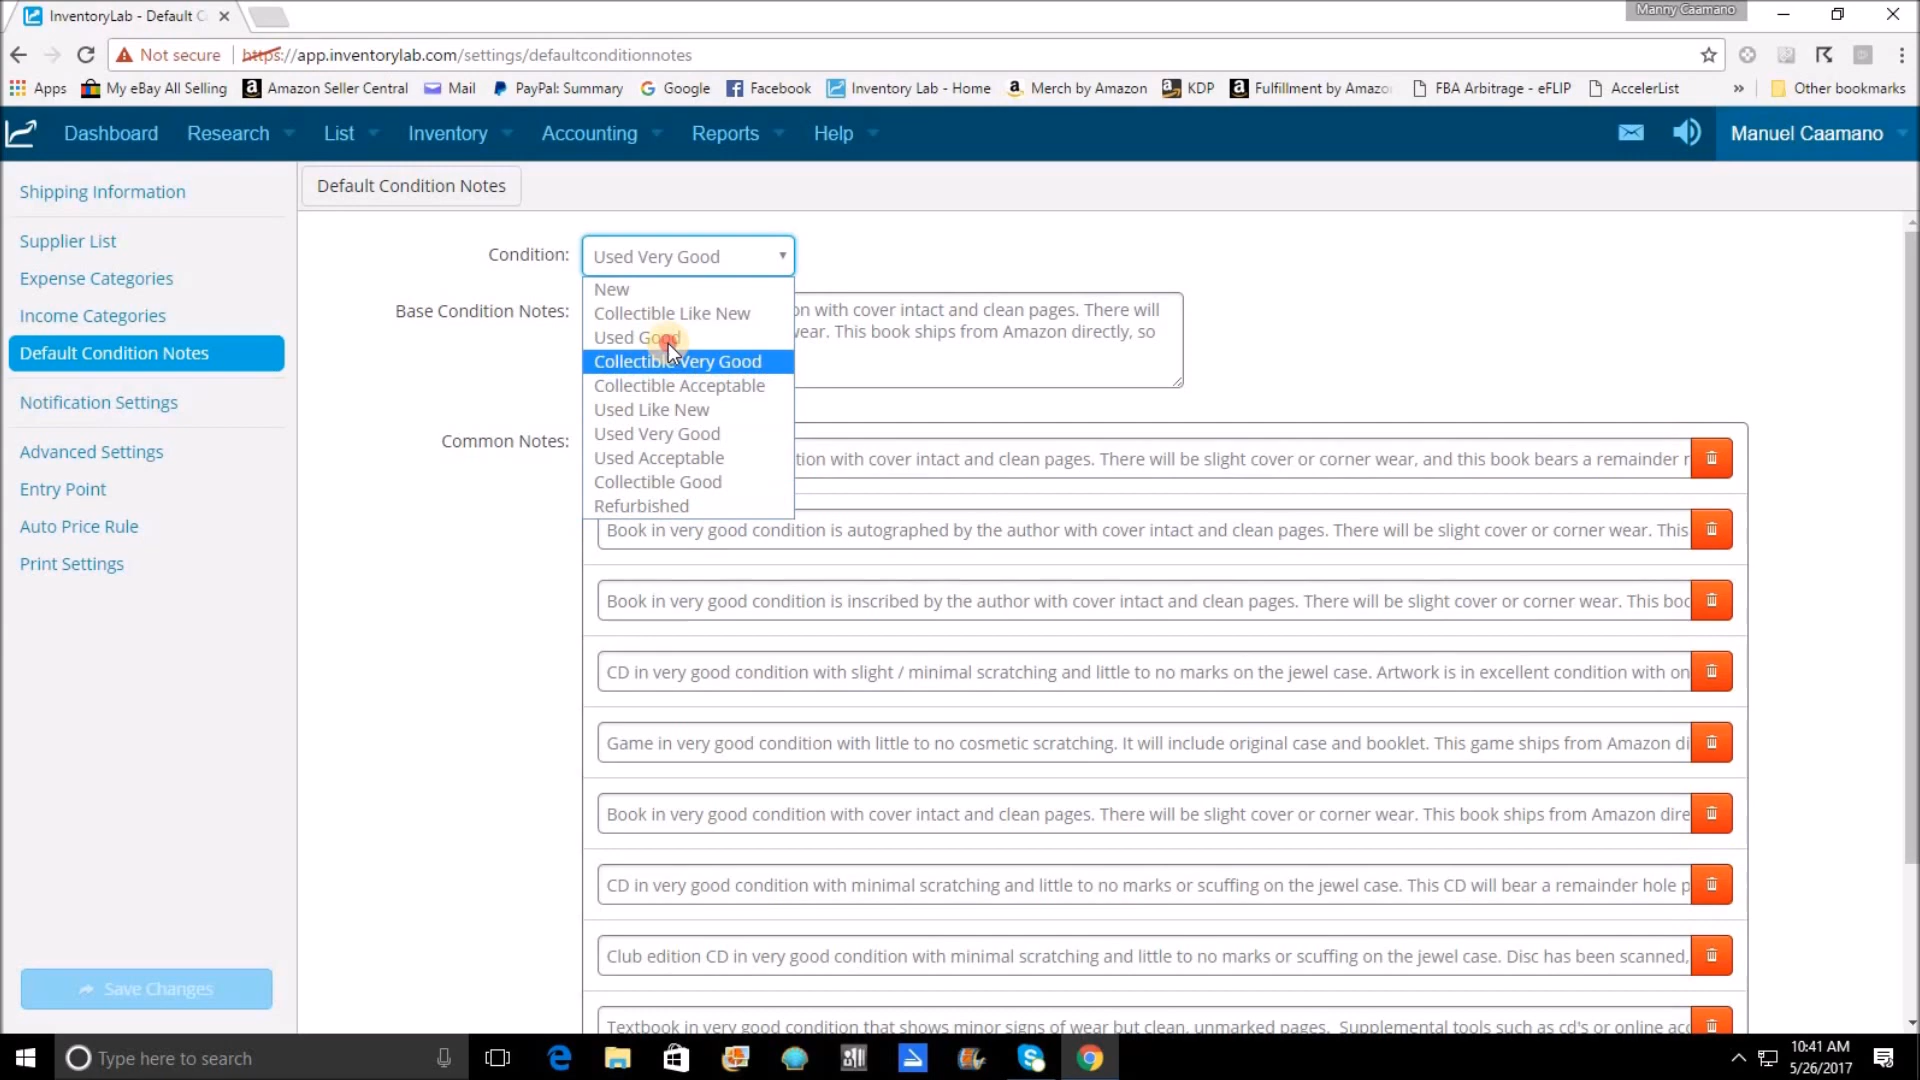 InventoryLab - Default C
Manny Caamano
Not secure https://app.inventorylab.com/settings/defaultconditionnotes
Apps My eBay All Selling Amazon Seller Central Mail PayPal: Summary Google Facebook Inventory Lab - Home Merch by Amazon KDP Fulfillment by Amazo FBA Arbitrage - eFLIP AccelerList » Other bookmarks
Dashboard Research List Inventory Accounting Reports Help Manuel Caamano
Shipping Information
Supplier List
Expense Categories
Income Categories
Default Condition Notes
Notification Settings
Advanced Settings
Entry Point
Auto Price Rule
Print Settings
Save Changes
Default Condition Notes
Condition: Used Very Good
New
Collectible Like New
Used Good
Collectible Very Good
Collectible Acceptable
Used Like New
Used Very Good
Used Acceptable
Collectible Good
Refurbished
Base Condition Notes:
on with cover intact and clean pages. There will
wear. This book ships from Amazon directly, so
Common Notes:
tion with cover intact and clean pages. There will be slight cover or corner wear, and this book bears a remainder r
Book in very good condition is autographed by the author with cover intact and clean pages. There will be slight cover or corner wear. This
Book in very good condition is inscribed by the author with cover intact and clean pages. There will be slight cover or corner wear. This boo
CD in very good condition with slight / minimal scratching and little to no marks on the jewel case. Artwork is in excellent condition with on
Game in very good condition with little to no cosmetic scratching. It will include original case and booklet. This game ships from Amazon di
Book in very good condition with cover intact and clean pages. There will be slight cover or corner wear. This book ships from Amazon dire
CD in very good condition with minimal scratching and little to no marks or scuffing on the jewel case. This CD will bear a remainder hole p
Club edition CD in very good condition with minimal scratching and little to no marks or scuffing on the jewel case. Disc has been scanned,
Textbook in very good condition that shows minor signs of wear but clean, unmarked pages. Supplemental tools such as cd's or online acc
Type here to search
10:41 AM
5/26/2017